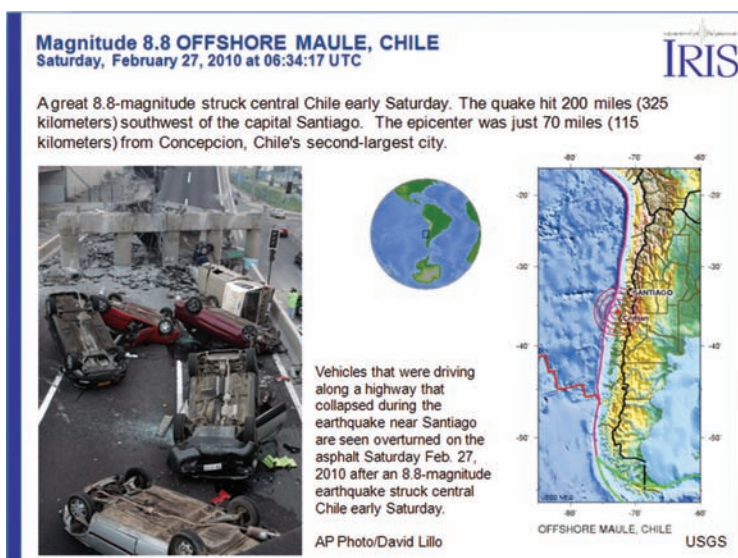 Magnitude 8.8 OFFSHORE MAULE, CHILE
Saturday, February 27, 2010 at 06:34:17 UTC
IRIS
A great 8.8-magnitude struck central Chile early Saturday. The quake hit 200 miles (325
kilometers) southwest of the capital Santiago. The epicenter was just 70 miles (115
kilometers) from Concepcion, Chile's second-largest city.
-80° -70° -60°
-30° -30°
SANTIAGO
-40° -40°
-50° -50°
-80° -70° -60°
Vehicles that were driving
along a highway that
collapsed during the
earthquake near Santiago
are seen overturned on the
asphalt Saturday Feb. 27,
2010 after an 8.8-magnitude
earthquake struck central
Chile early Saturday.
AP Photo/David Lillo
OFFSHORE MAULE, CHILE
USGS